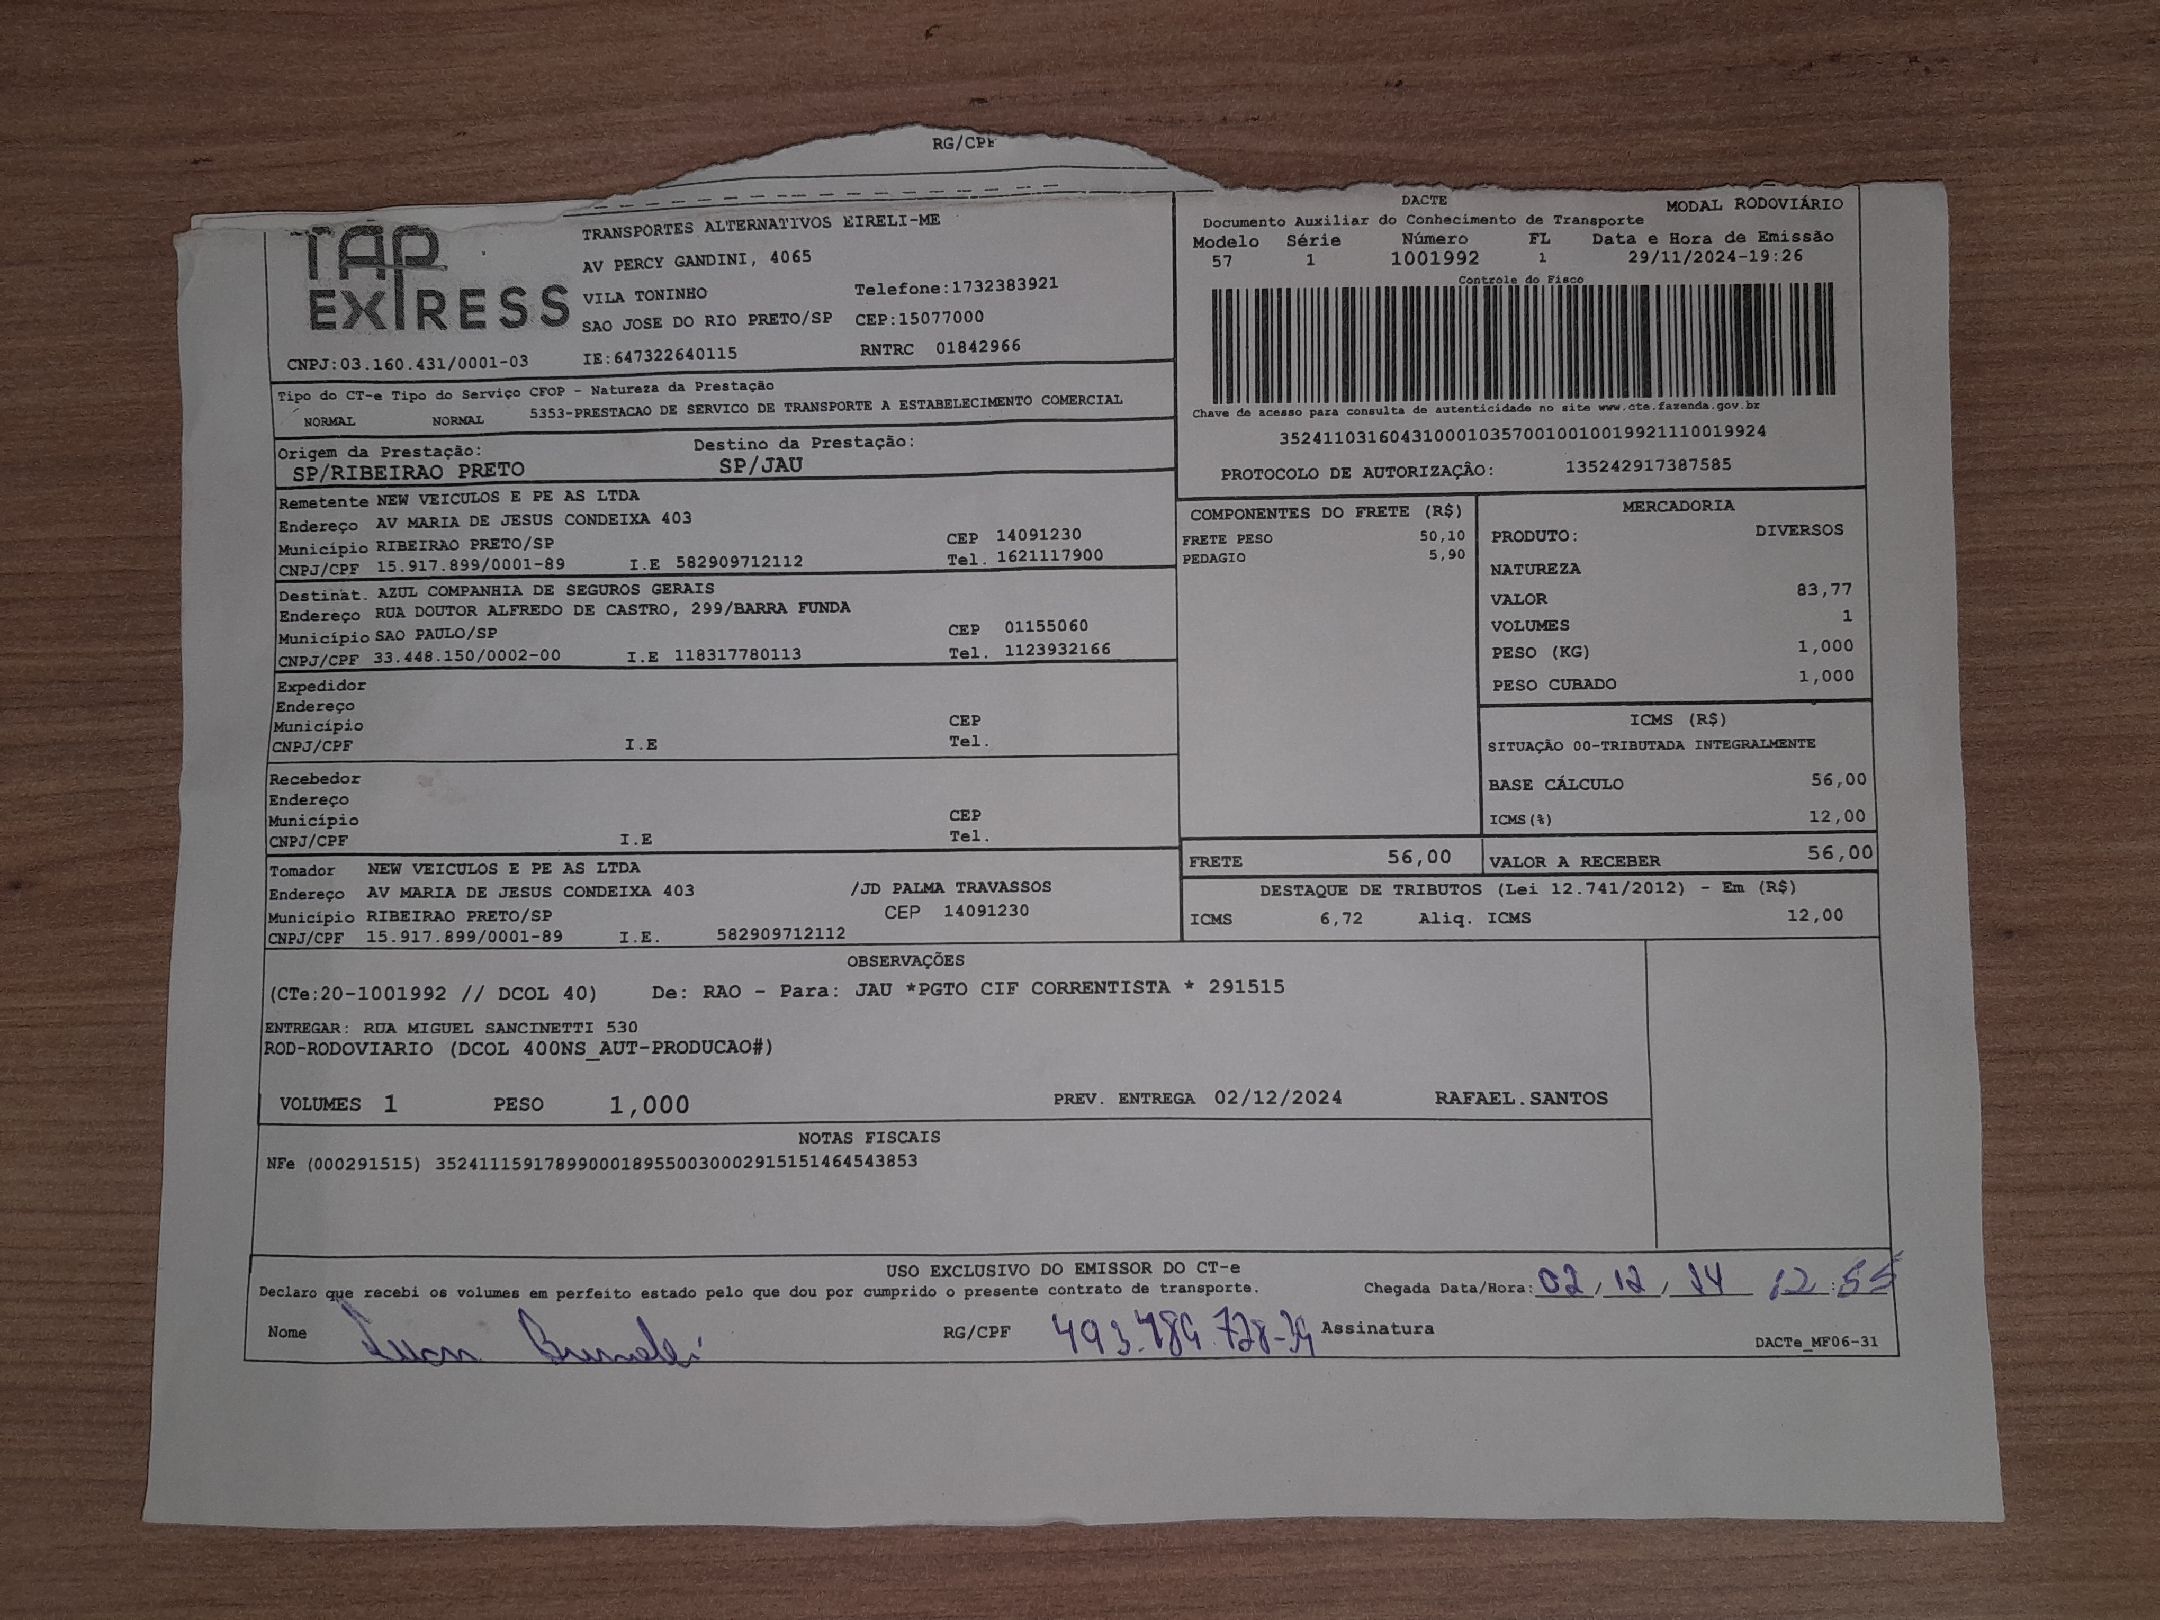 RG/CPF
TAP EXPRESS
TRANSPORTES ALTERNATIVOS EIRELI-ME
AV PERCY GANDINI, 4065
VILA TONINHO Telefone:1732383921
SAO JOSE DO RIO PRETO/SP CEP:15077000
CNPJ:03.160.431/0001-03 IE:647322640115 RNTRC 01842966
DACTE MODAL RODOVIÁRIO
Documento Auxiliar do Conhecimento de Transporte
Modelo Série Número FL Data e Hora de Emissão
57 1 1001992 1 29/11/2024-19:26
Controle do Fisco
Chave de acesso para consulta de autenticidade no site www.cte.fazenda.gov.br
35241103160431000103570010010019921110019924
PROTOCOLO DE AUTORIZAÇÃO: 135242917387585
Tipo do CT-e Tipo do Serviço CFOP - Natureza da Prestação
NORMAL NORMAL 5353-PRESTACAO DE SERVICO DE TRANSPORTE A ESTABELECIMENTO COMERCIAL
Origem da Prestação: Destino da Prestação:
SP/RIBEIRAO PRETO SP/JAU
Remetente NEW VEICULOS E PE AS LTDA
Endereço AV MARIA DE JESUS CONDEIXA 403
Município RIBEIRAO PRETO/SP CEP 14091230
CNPJ/CPF 15.917.899/0001-89 I.E 582909712112 Tel. 1621117900
Destinat. AZUL COMPANHIA DE SEGUROS GERAIS
Endereço RUA DOUTOR ALFREDO DE CASTRO, 299/BARRA FUNDA
Município SAO PAULO/SP CEP 01155060
CNPJ/CPF 33.448.150/0002-00 I.E 118317780113 Tel. 1123932166
Expedidor
Endereço
Município CEP
CNPJ/CPF I.E Tel.
Recebedor
Endereço
Município CEP
CNPJ/CPF I.E Tel.
Tomador NEW VEICULOS E PE AS LTDA
Endereço AV MARIA DE JESUS CONDEIXA 403 /JD PALMA TRAVASSOS
Município RIBEIRAO PRETO/SP CEP 14091230
CNPJ/CPF 15.917.899/0001-89 I.E. 582909712112
COMPONENTES DO FRETE (R$)
FRETE PESO 50,10
PEDAGIO 5,90
MERCADORIA
PRODUTO: DIVERSOS
NATUREZA
VALOR 83,77
VOLUMES 1
PESO (KG) 1,000
PESO CUBADO 1,000
ICMS (R$)
SITUAÇÃO 00-TRIBUTADA INTEGRALMENTE
BASE CÁLCULO 56,00
ICMS(%) 12,00
FRETE 56,00 VALOR A RECEBER 56,00
DESTAQUE DE TRIBUTOS (Lei 12.741/2012) - Em (R$)
ICMS 6,72 Aliq. ICMS 12,00
OBSERVAÇÕES
(CTe:20-1001992 // DCOL 40) De: RAO - Para: JAU *PGTO CIF CORRENTISTA * 291515
ENTREGAR: RUA MIGUEL SANCINETTI 530
ROD-RODOVIARIO (DCOL 400NS_AUT-PRODUCAO#)
VOLUMES 1 PESO 1,000 PREV. ENTREGA 02/12/2024 RAFAEL.SANTOS
NOTAS FISCAIS
NFe (000291515) 35241115917899000189550030002915151464543853
USO EXCLUSIVO DO EMISSOR DO CT-e
Declaro que recebi os volumes em perfeito estado pelo que dou por cumprido o presente contrato de transporte. Chegada Data/Hora: 02/12/24 12:55
Nome RG/CPF 493.489.728-39 Assinatura
DACTe_MF06-31